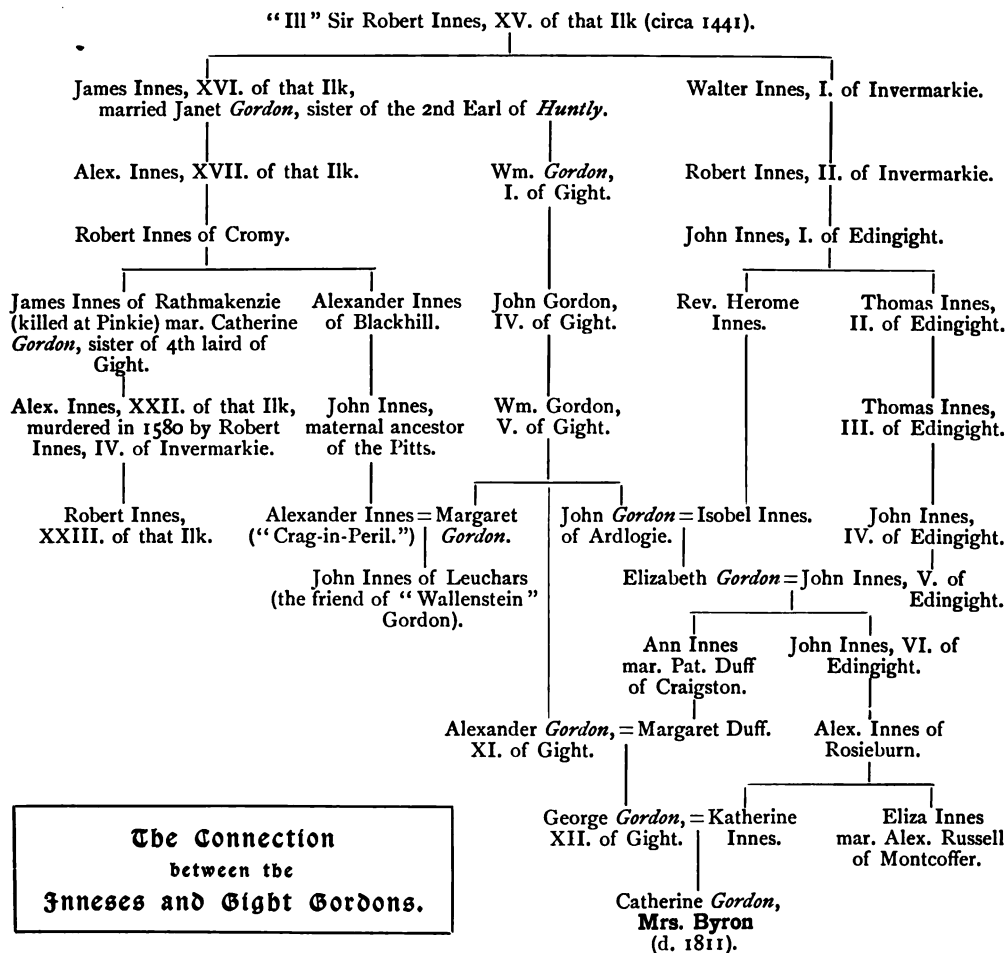 “Ill” Sir Robert Innes, XV. of that Ilk (circa 1441).
James Innes, XVI. of that Ilk,
married Janet Gordon, sister of the 2nd Earl of Huntly.
Walter Innes, I. of Invermarkie.
Alex. Innes, XVII. of that Ilk.
Wm. Gordon,
I. of Gight.
Robert Innes, II. of Invermarkie.
Robert Innes of Cromy.
John Innes, I. of Edingight.
James Innes of Rathmakenzie
(killed at Pinkie) mar. Catherine
Gordon, sister of 4th laird of
Gight.
Alexander Innes
of Blackhill.
John Gordon,
IV. of Gight.
Rev. Herome
Innes.
Thomas Innes,
II. of Edingight.
Alex. Innes, XXII. of that Ilk,
murdered in 1580 by Robert
Innes, IV. of Invermarkie.
John Innes,
maternal ancestor
of the Pitts.
Wm. Gordon,
V. of Gight.
Thomas Innes,
III. of Edingight.
Robert Innes,
XXIII. of that Ilk.
Alexander Innes = Margaret
(“Crag-in-Peril.”) Gordon.
John Gordon = Isobel Innes.
of Ardlogie.
John Innes,
IV. of Edingight.
John Innes of Leuchars
(the friend of “Wallenstein”
Gordon).
Elizabeth Gordon = John Innes, V. of
Edingight.
Ann Innes
mar. Pat. Duff
of Craigston.
John Innes, VI. of
Edingight.
Alexander Gordon, = Margaret Duff.
XI. of Gight.
Alex. Innes of
Rosieburn.
George Gordon, = Katherine
XII. of Gight. Innes.
Eliza Innes
mar. Alex. Russell
of Montcoffer.
Catherine Gordon,
Mrs. Byron
(d. 1811).
The Connection
between the
Inneses and Gight Gordons.